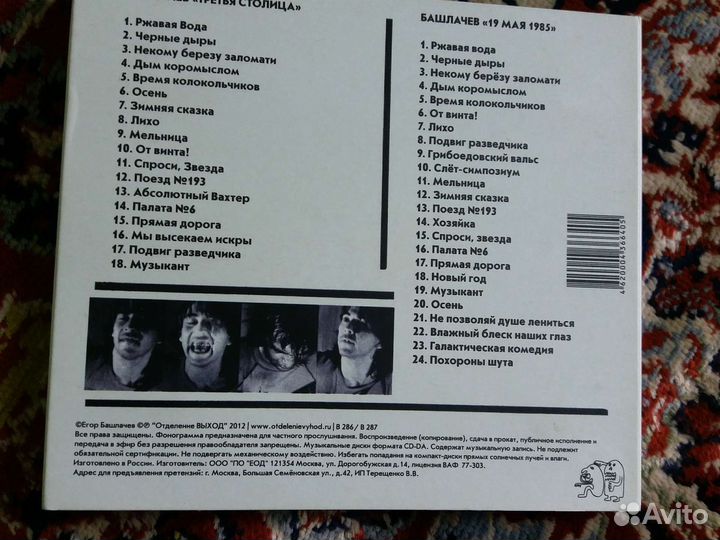 «ТРЕТЬЯ СТОЛИЦА»
1. Ржавая Вода
2. Черные дыры
3. Некому березу заломати
4. Дым коромыслом
5. Время колокольчиков
6. Осень
7. Зимняя сказка
8. Лихо
9. Мельница
10. От винта!
11. Спроси, Звезда
12. Поезд №193
13. Абсолютный Вахтер
14. Палата №6
15. Прямая дорога
16. Мы высекаем искры
17. Подвиг разведчика
18. Музыкант
БАШЛАЧЕВ «19 МАЯ 1985»
1. Ржавая вода
2. Черные дыры
3. Некому берёзу заломати
4. Дым коромыслом
5. Время колокольчиков
6. От винта!
7. Лихо
8. Подвиг разведчика
9. Грибоедовский вальс
10. Слёт-симпозиум
11. Мельница
12. Зимняя сказка
13. Поезд №193
14. Хозяйка
15. Спроси, звезда
16. Палата №6
17. Прямая дорога
18. Новый год
19. Музыкант
20. Осень
21. Не позволяй душе лениться
22. Влажный блеск наших глаз
23. Галактическая комедия
24. Похороны шута
4 620004 366405
©Егор Башлачев ©℗ "Отделение ВЫХОД" 2012 | www.otdelenievyhod.ru | В 286/ В 287
Все права защищены. Фонограмма предназначена для частного прослушивания. Воспроизведение (копирование), сдача в прокат, публичное исполнение и
передача в эфир без разрешения правообладателя запрещены. Музыкальные диски формата CD-DA. Содержат музыкальную запись. Не подлежит
обязательной сертификации. Не подвергать механическому воздействию. Избегать попадания на компакт-диски прямых солнечных лучей и влаги.
Изготовлено в России. Изготовитель: ООО "ПО "ЕОД" 121354 Москва, ул. Дорогобужская д.14, лицензия ВАФ 77-303.
Адрес для предъявления претензий: г. Москва, Большая Семёновская ул., д.42, ИП Терещенко В.В.
Avito